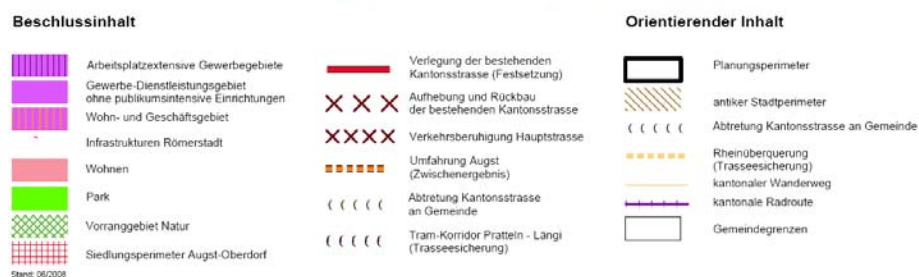 Beschlussinhalt
Arbeitsplatzextensive Gewerbegebiete
Gewerbe-Dienstleistungsgebiet
ohne publikumsintensive Einrichtungen
Wohn- und Geschäftsgebiet
Infrastrukturen Römerstadt
Wohnen
Park
Vorranggebiet Natur
Siedlungsperimeter Augst-Oberdorf
Stand: 06/2008
Verlegung der bestehenden
Kantonsstrasse (Festsetzung)
Aufhebung und Rückbau
der bestehenden Kantonsstrasse
Verkehrsberuhigung Hauptstrasse
Umfahrung Augst
(Zwischenergebnis)
Abtretung Kantonsstrasse
an Gemeinde
Tram-Korridor Pratteln - Längi
(Trasseesicherung)
Orientierender Inhalt
Planungsperimeter
antiker Stadtperimeter
Abtretung Kantonsstrasse an Gemeinde
Rheinüberquerung
(Trasseesicherung)
kantonaler Wanderweg
kantonale Radroute
Gemeindegrenzen